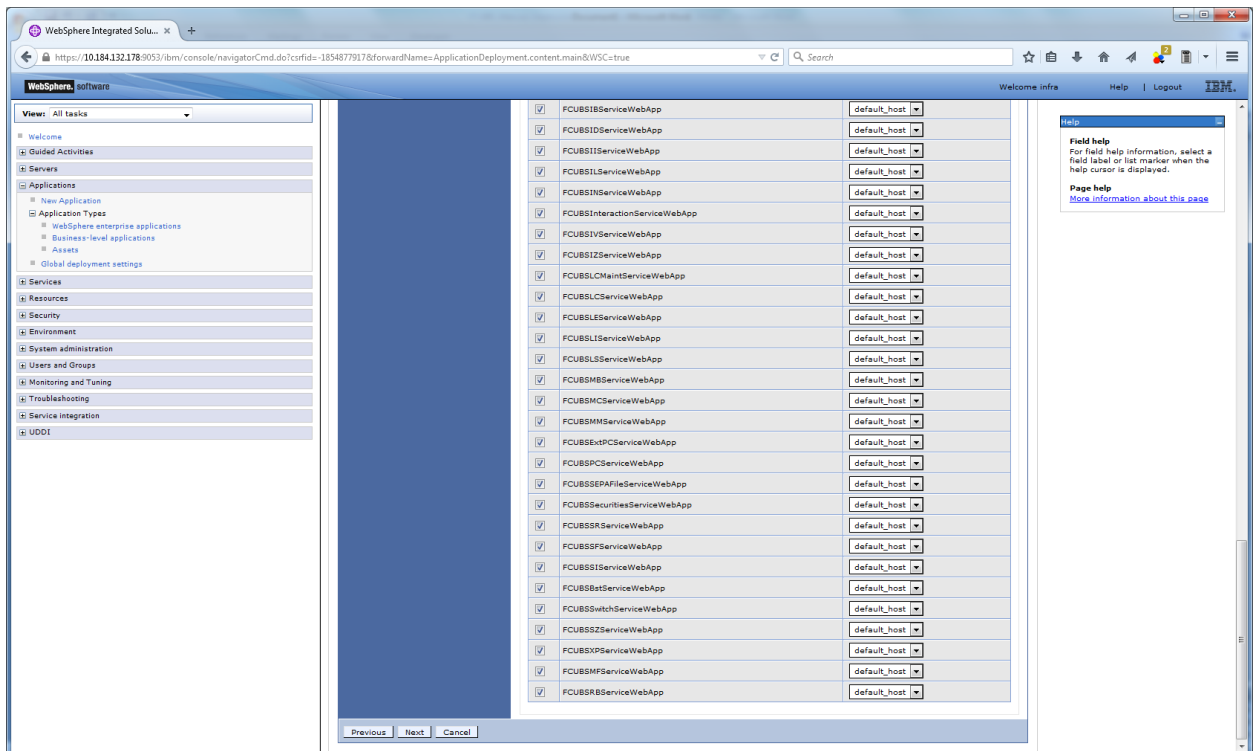 WebSphere Integrated Solu... × +
https://10.184.132.178:9053/ibm/console/navigatorCmd.do?csrfid=-1854877917&forwardName=ApplicationDeployment.content.main&WSC=true
Search
2
WebSphere. software
Welcome infra
Help | Logout
IBM.
View: All tasks
Welcome
Guided Activities
Servers
Applications
New Application
Application Types
WebSphere enterprise applications
Business-level applications
Assets
Global deployment settings
Services
Resources
Security
Environment
System administration
Users and Groups
Monitoring and Tuning
Troubleshooting
Service integration
UDDI
FCUBSIBServiceWebApp default_host
FCUBSIDServiceWebApp default_host
FCUBSIIServiceWebApp default_host
FCUBSILServiceWebApp default_host
FCUBSINServiceWebApp default_host
FCUBSInteractionServiceWebApp default_host
FCUBSIVServiceWebApp default_host
FCUBSIZServiceWebApp default_host
FCUBSLCMaintServiceWebApp default_host
FCUBSLCServiceWebApp default_host
FCUBSLEServiceWebApp default_host
FCUBSLIServiceWebApp default_host
FCUBSLSServiceWebApp default_host
FCUBSMBServiceWebApp default_host
FCUBSMCServiceWebApp default_host
FCUBSMMServiceWebApp default_host
FCUBSExtPCServiceWebApp default_host
FCUBSPCServiceWebApp default_host
FCUBSSEPAFileServiceWebApp default_host
FCUBSSecuritiesServiceWebApp default_host
FCUBSSRServiceWebApp default_host
FCUBSSFServiceWebApp default_host
FCUBSSIServiceWebApp default_host
FCUBSBstServiceWebApp default_host
FCUBSSwitchServiceWebApp default_host
FCUBSSZServiceWebApp default_host
FCUBSXPServiceWebApp default_host
FCUBSMFServiceWebApp default_host
FCUBSRBServiceWebApp default_host
Previous Next Cancel
Help
Field help
For field help information, select a
field label or list marker when the
help cursor is displayed.
Page help
More information about this page